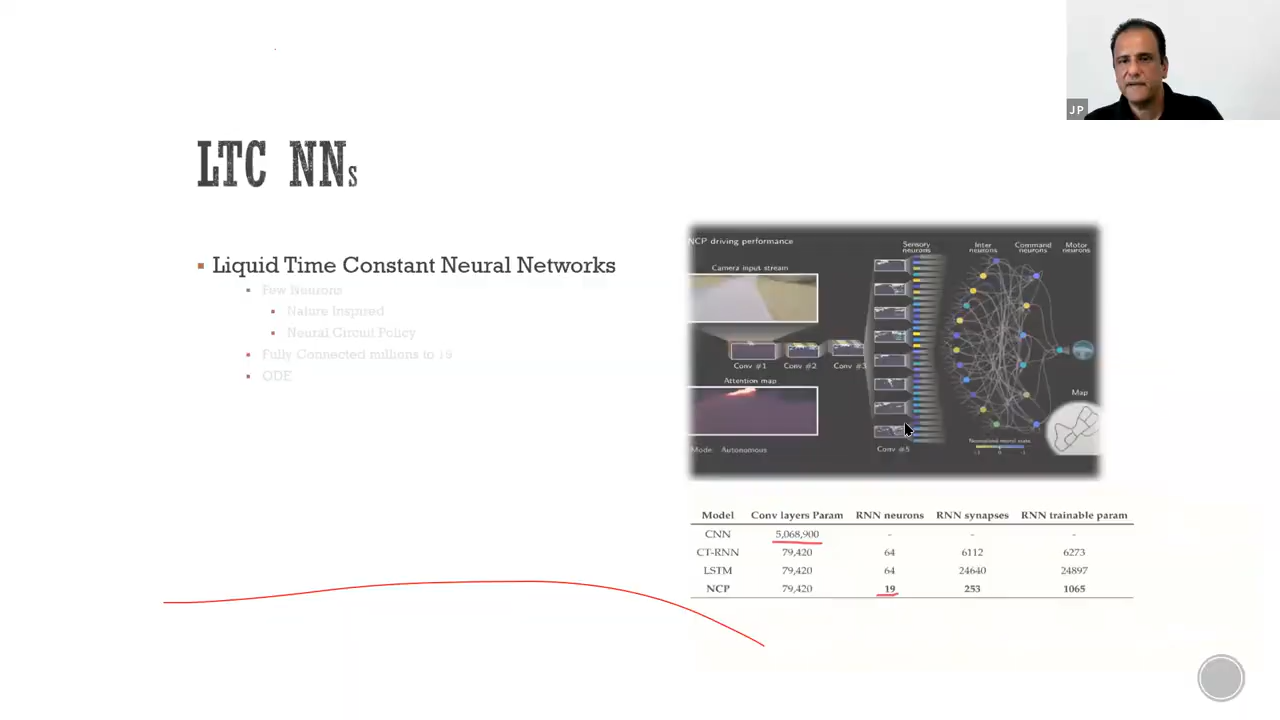 JP
LTC NNs
Liquid Time Constant Neural Networks
Few Neurons
Nature Inspired
Neural Circuit Policy
Fully Connected millions to 19
ODE
NCP driving performance
Camera input stream
Sensory neurons
Inter neurons
Command neurons
Motor neurons
Conv #1 Conv #2 Conv #3
Attention map
Map
Mode: Autonomous
Conv #5
Model Conv layers Param RNN neurons RNN synapses RNN trainable param
CNN 5,068,900 - - -
CT-RNN 79,420 64 6112 6273
LSTM 79,420 64 24640 24897
NCP 79,420 19 253 1065